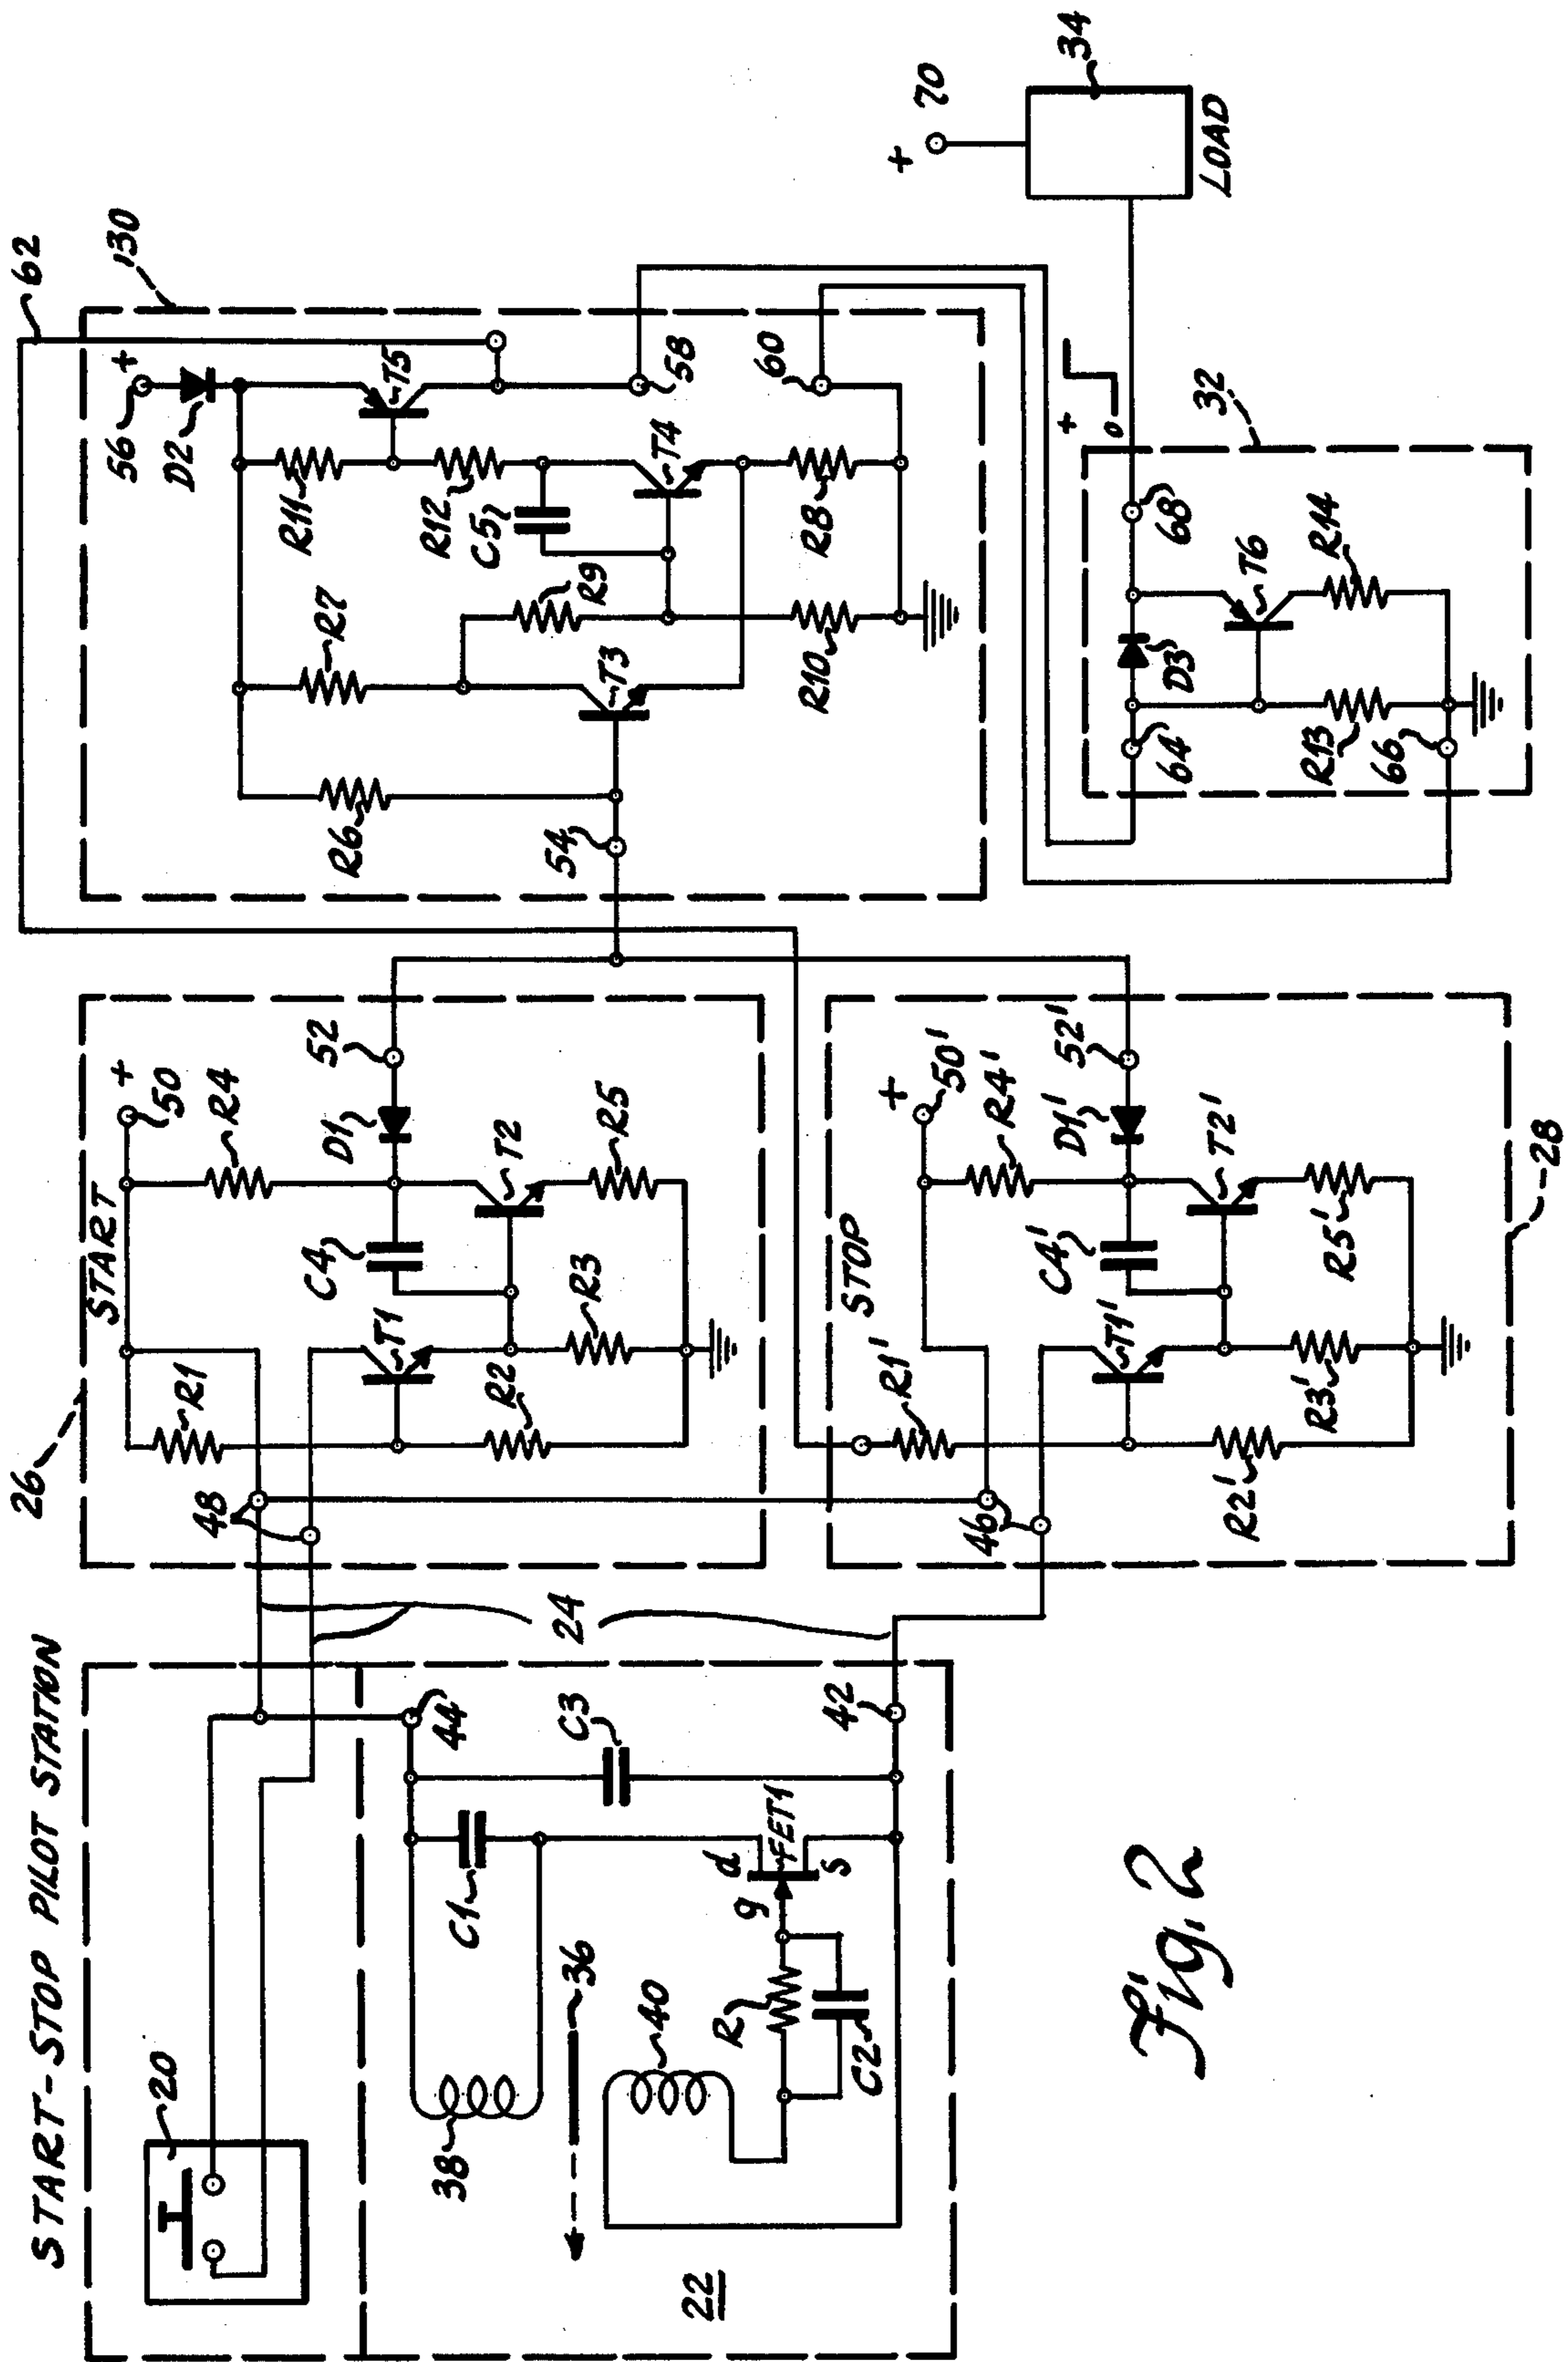 START-STOP PILOT STATION
20
22
38
36
40
C1
C3
R
C2
g
d
s
FET1
44
42
24
26
START
+
50
48
R1
R4
C4
D1
52
T1
T2
R2
R3
R5
28
STOP
+
50'
46
R1'
R4'
C4'
D1'
52'
T1'
T2'
R2'
R3'
R5'
62
130
56
+
D2
R11
T5
R7
R12
C5
R6
R9
T4
58
54
T3
60
R10
R8
32
64
D3
68
T6
R13
R14
66
+
0
+
70
34
LOAD
Fig. 2